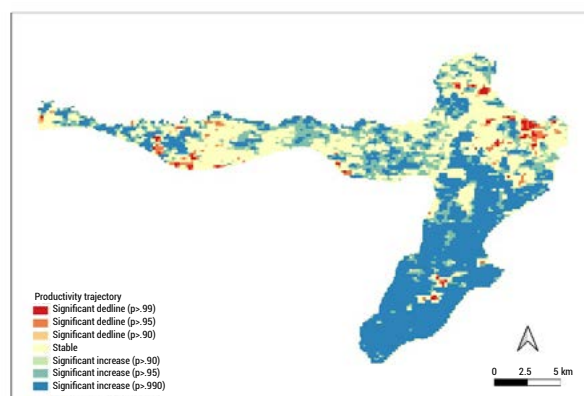 Productivity trajectory
Significant dedline (p>.99)
Significant dedline (p>.95)
Significant dedline (p>.90)
Stable
Significant increase (p>.90)
Significant increase (p>.95)
Significant increase (p>.990)
0 2.5 5 km